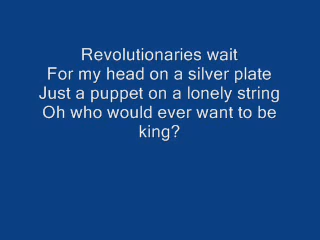 Revolutionaries wait
For my head on a silver plate
Just a puppet on a lonely string
Oh who would ever want to be
king?